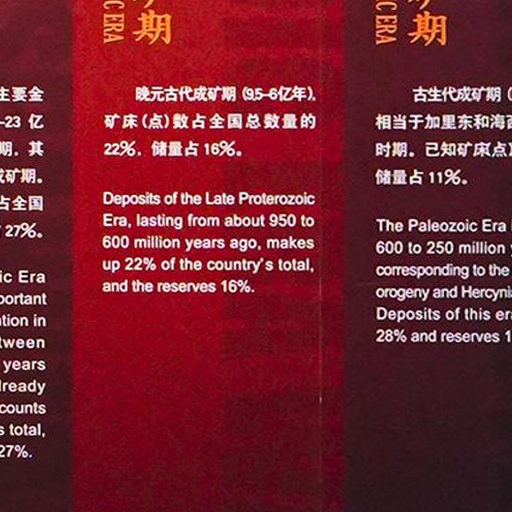 C ERA
期
主要金
–23 亿
期，其
成矿期。
占全国
27%。
ic Era
portant
tion in
tween
years
lready
counts
s total,
27%.
晚元古代成矿期 (9.5–6亿年),
矿床 (点) 数占全国总数量的
22%，储量占 16%。
Deposits of the Late Proterozoic
Era, lasting from about 950 to
600 million years ago, makes
up 22% of the country's total,
and the reserves 16%.
C ERA
期
古生代成矿期 (
相当于加里东和海西
时期。已知矿床(点)
储量占 11%。
The Paleozoic Era
600 to 250 million
corresponding to the
orogeny and Hercyni
Deposits of this era
28% and reserves 1